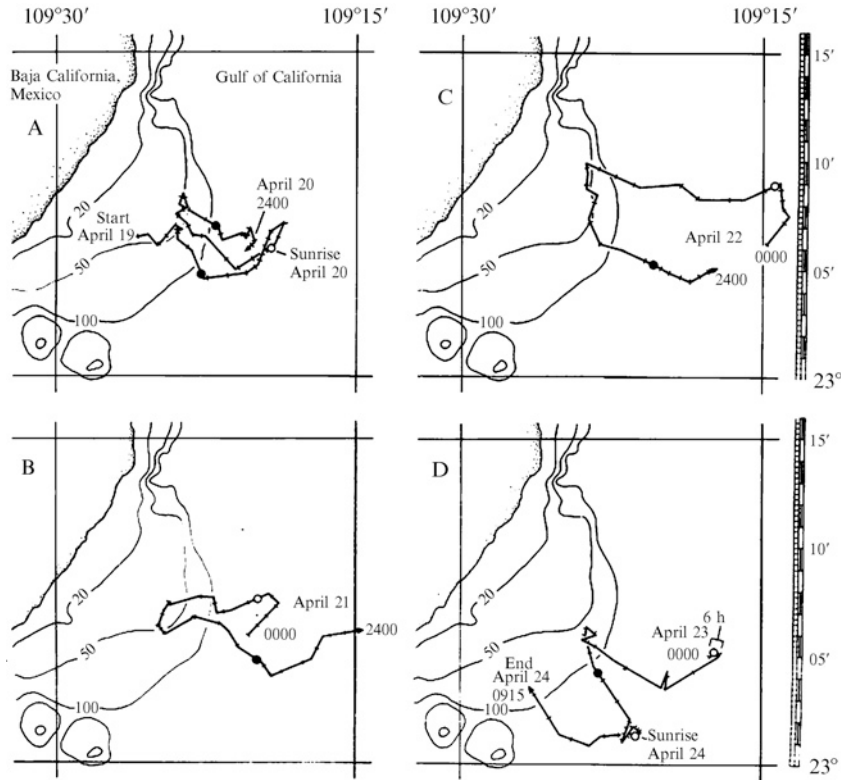 109°30′ 109°15′ 109°30′ 109°15′
Baja California,
Mexico
Gulf of California
A
20
50
100
Start
April 19
April 20
2400
Sunrise
April 20
C
20
50
100
April 22
0000
2400
15′
10′
05′
23°
B
20
50
100
April 21
0000
2400
D
20
50
100
6 h
April 23
0000
End
April 24
0915
Sunrise
April 24
15′
10′
05′
23°